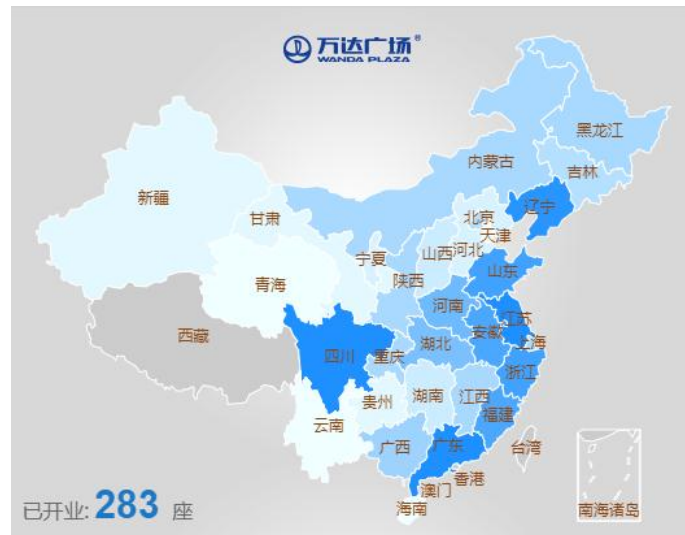 万达广场®
WANDA PLAZA
黑龙江
内蒙古
吉林
新疆
辽宁
甘肃
北京
天津
宁夏
山西
河北
青海
陕西
山东
河南
西藏
江苏
安徽
四川
重庆
湖北
上海
浙江
贵州
湖南
江西
福建
云南
广西
广东
台湾
香港
澳门
海南
南海诸岛
已开业: 283 座